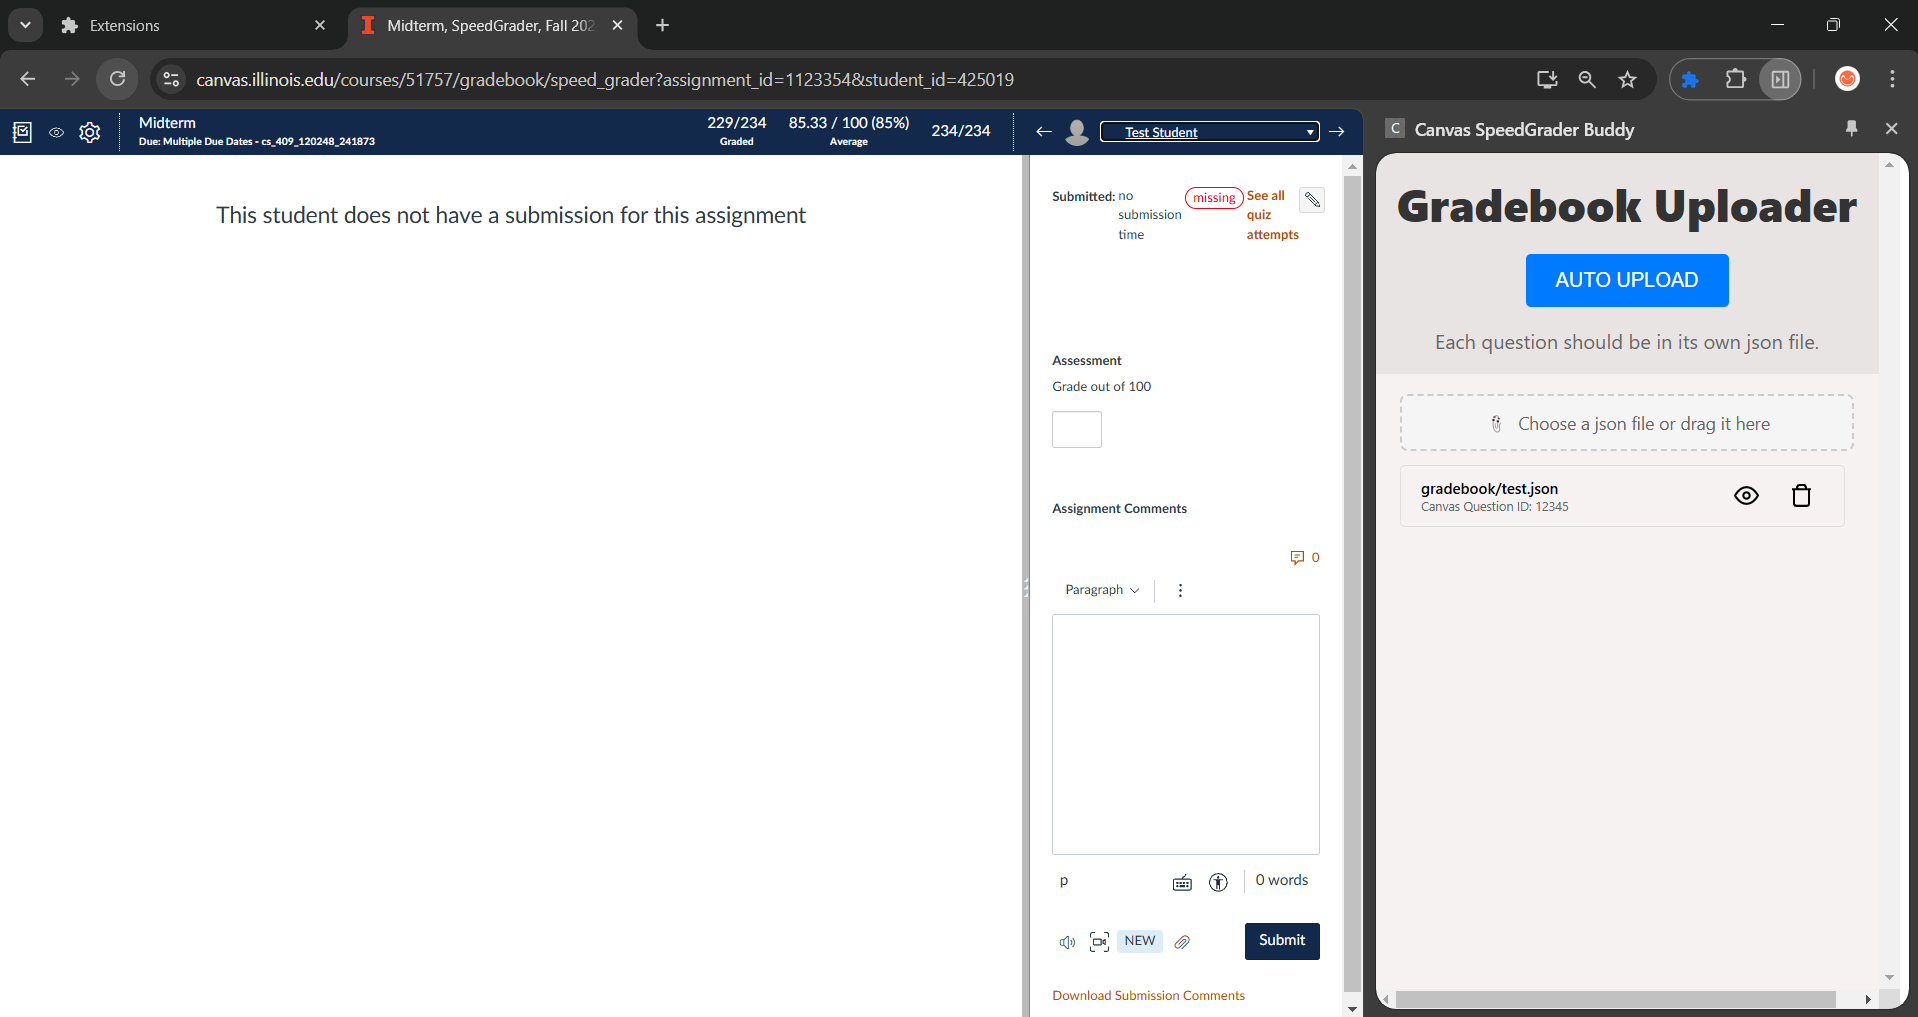 Extensions
Midterm, SpeedGrader, Fall 202
canvas.illinois.edu/courses/51757/gradebook/speed_grader?assignment_id=1123354&student_id=425019
Midterm
Due: Multiple Due Dates - cs_409_120248_241873
229/234
Graded
85.33 / 100 (85%)
Average
234/234
Test Student
This student does not have a submission for this assignment
Submitted: no submission time
missing
See all quiz attempts
Assessment
Grade out of 100
Assignment Comments
0
Paragraph
p
0 words
NEW
Submit
Download Submission Comments
C Canvas SpeedGrader Buddy
Gradebook Uploader
AUTO UPLOAD
Each question should be in its own json file.
Choose a json file or drag it here
gradebook/test.json
Canvas Question ID: 12345